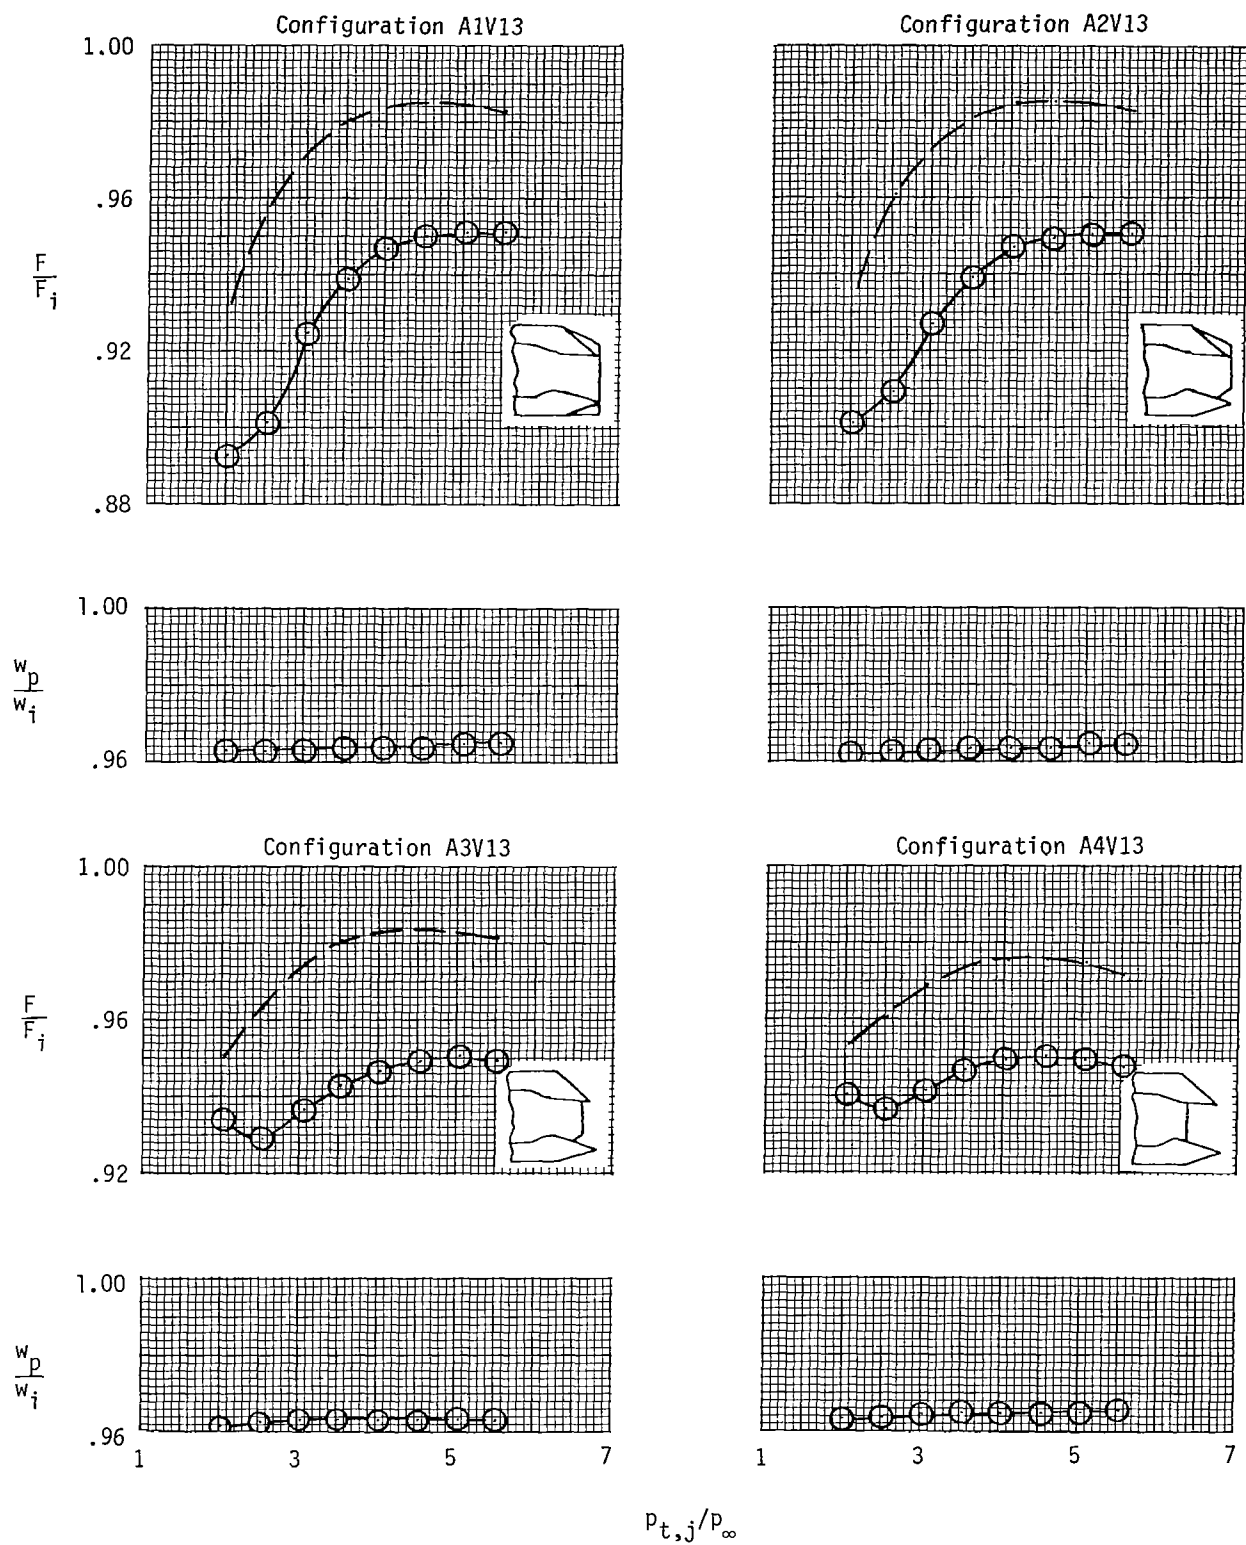 Configuration A1V13
Configuration A2V13
1.00
.96
F
F_i
.92
.88
1.00
w_p
w_i
.96
Configuration A3V13
Configuration A4V13
1.00
F
F_i
.96
.92
1.00
w_p
w_i
.96
1 3 5 7
1 3 5 7
p_t,j/p_∞